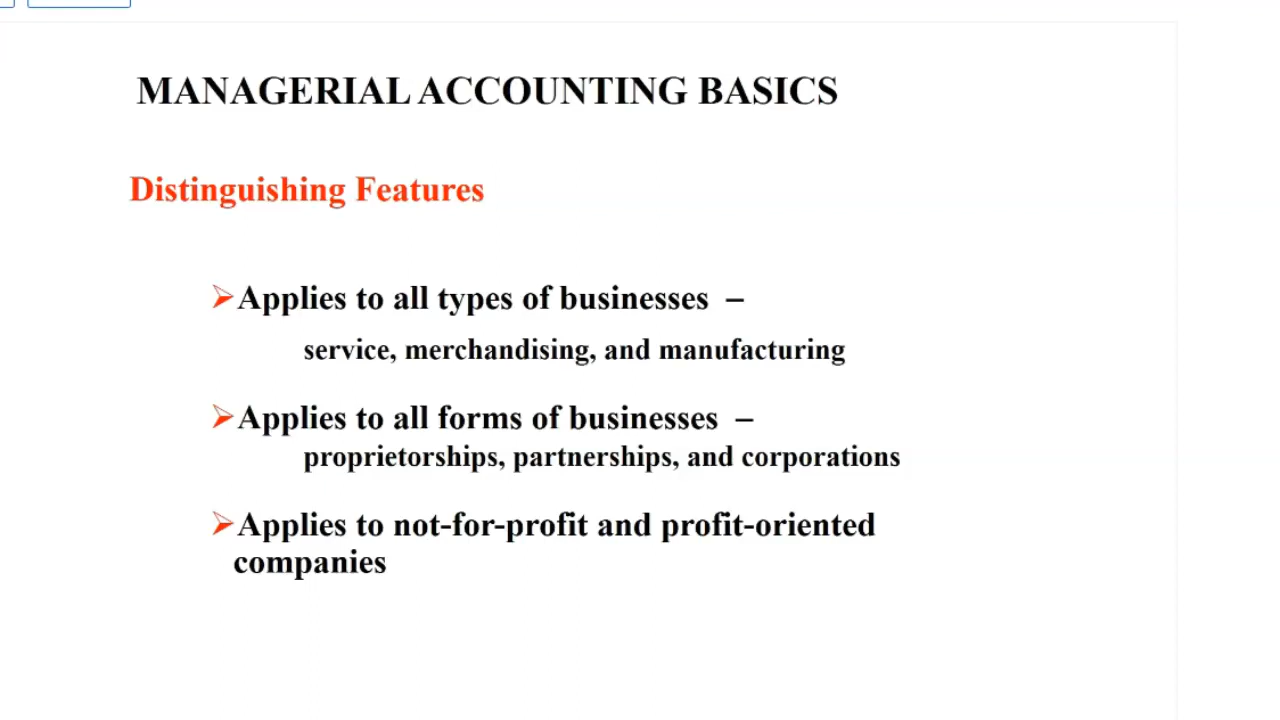 MANAGERIAL ACCOUNTING BASICS
Distinguishing Features
➢Applies to all types of businesses –
service, merchandising, and manufacturing
➢Applies to all forms of businesses –
proprietorships, partnerships, and corporations
➢Applies to not-for-profit and profit-oriented
companies